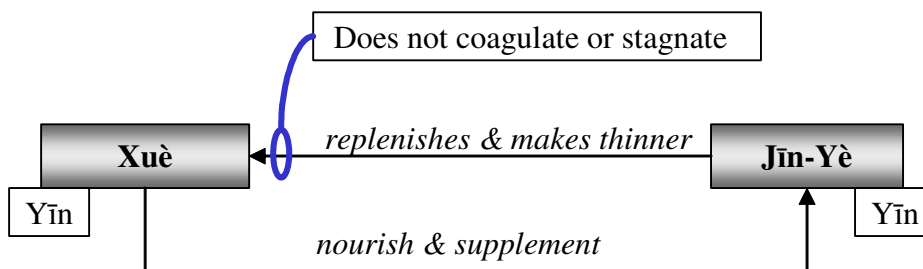 Does not coagulate or stagnate
replenishes & makes thinner
Xuè
Jīn-Yè
Yīn
Yīn
nourish & supplement